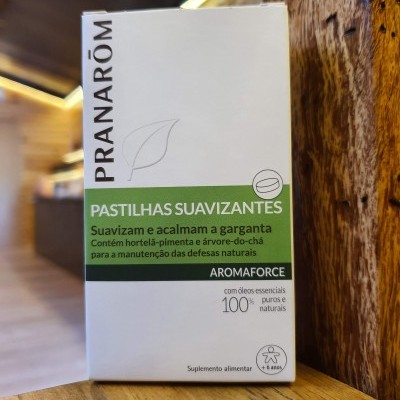 PRANARŌM
PASTILHAS SUAVIZANTES
Suavizam e acalmam a garganta
Contém hortelã-pimenta e árvore-do-chá
para a manutenção das defesas naturais
AROMAFORCE
com óleos essenciais
100% puros e
naturais
Suplemento alimentar
+ 6 anos